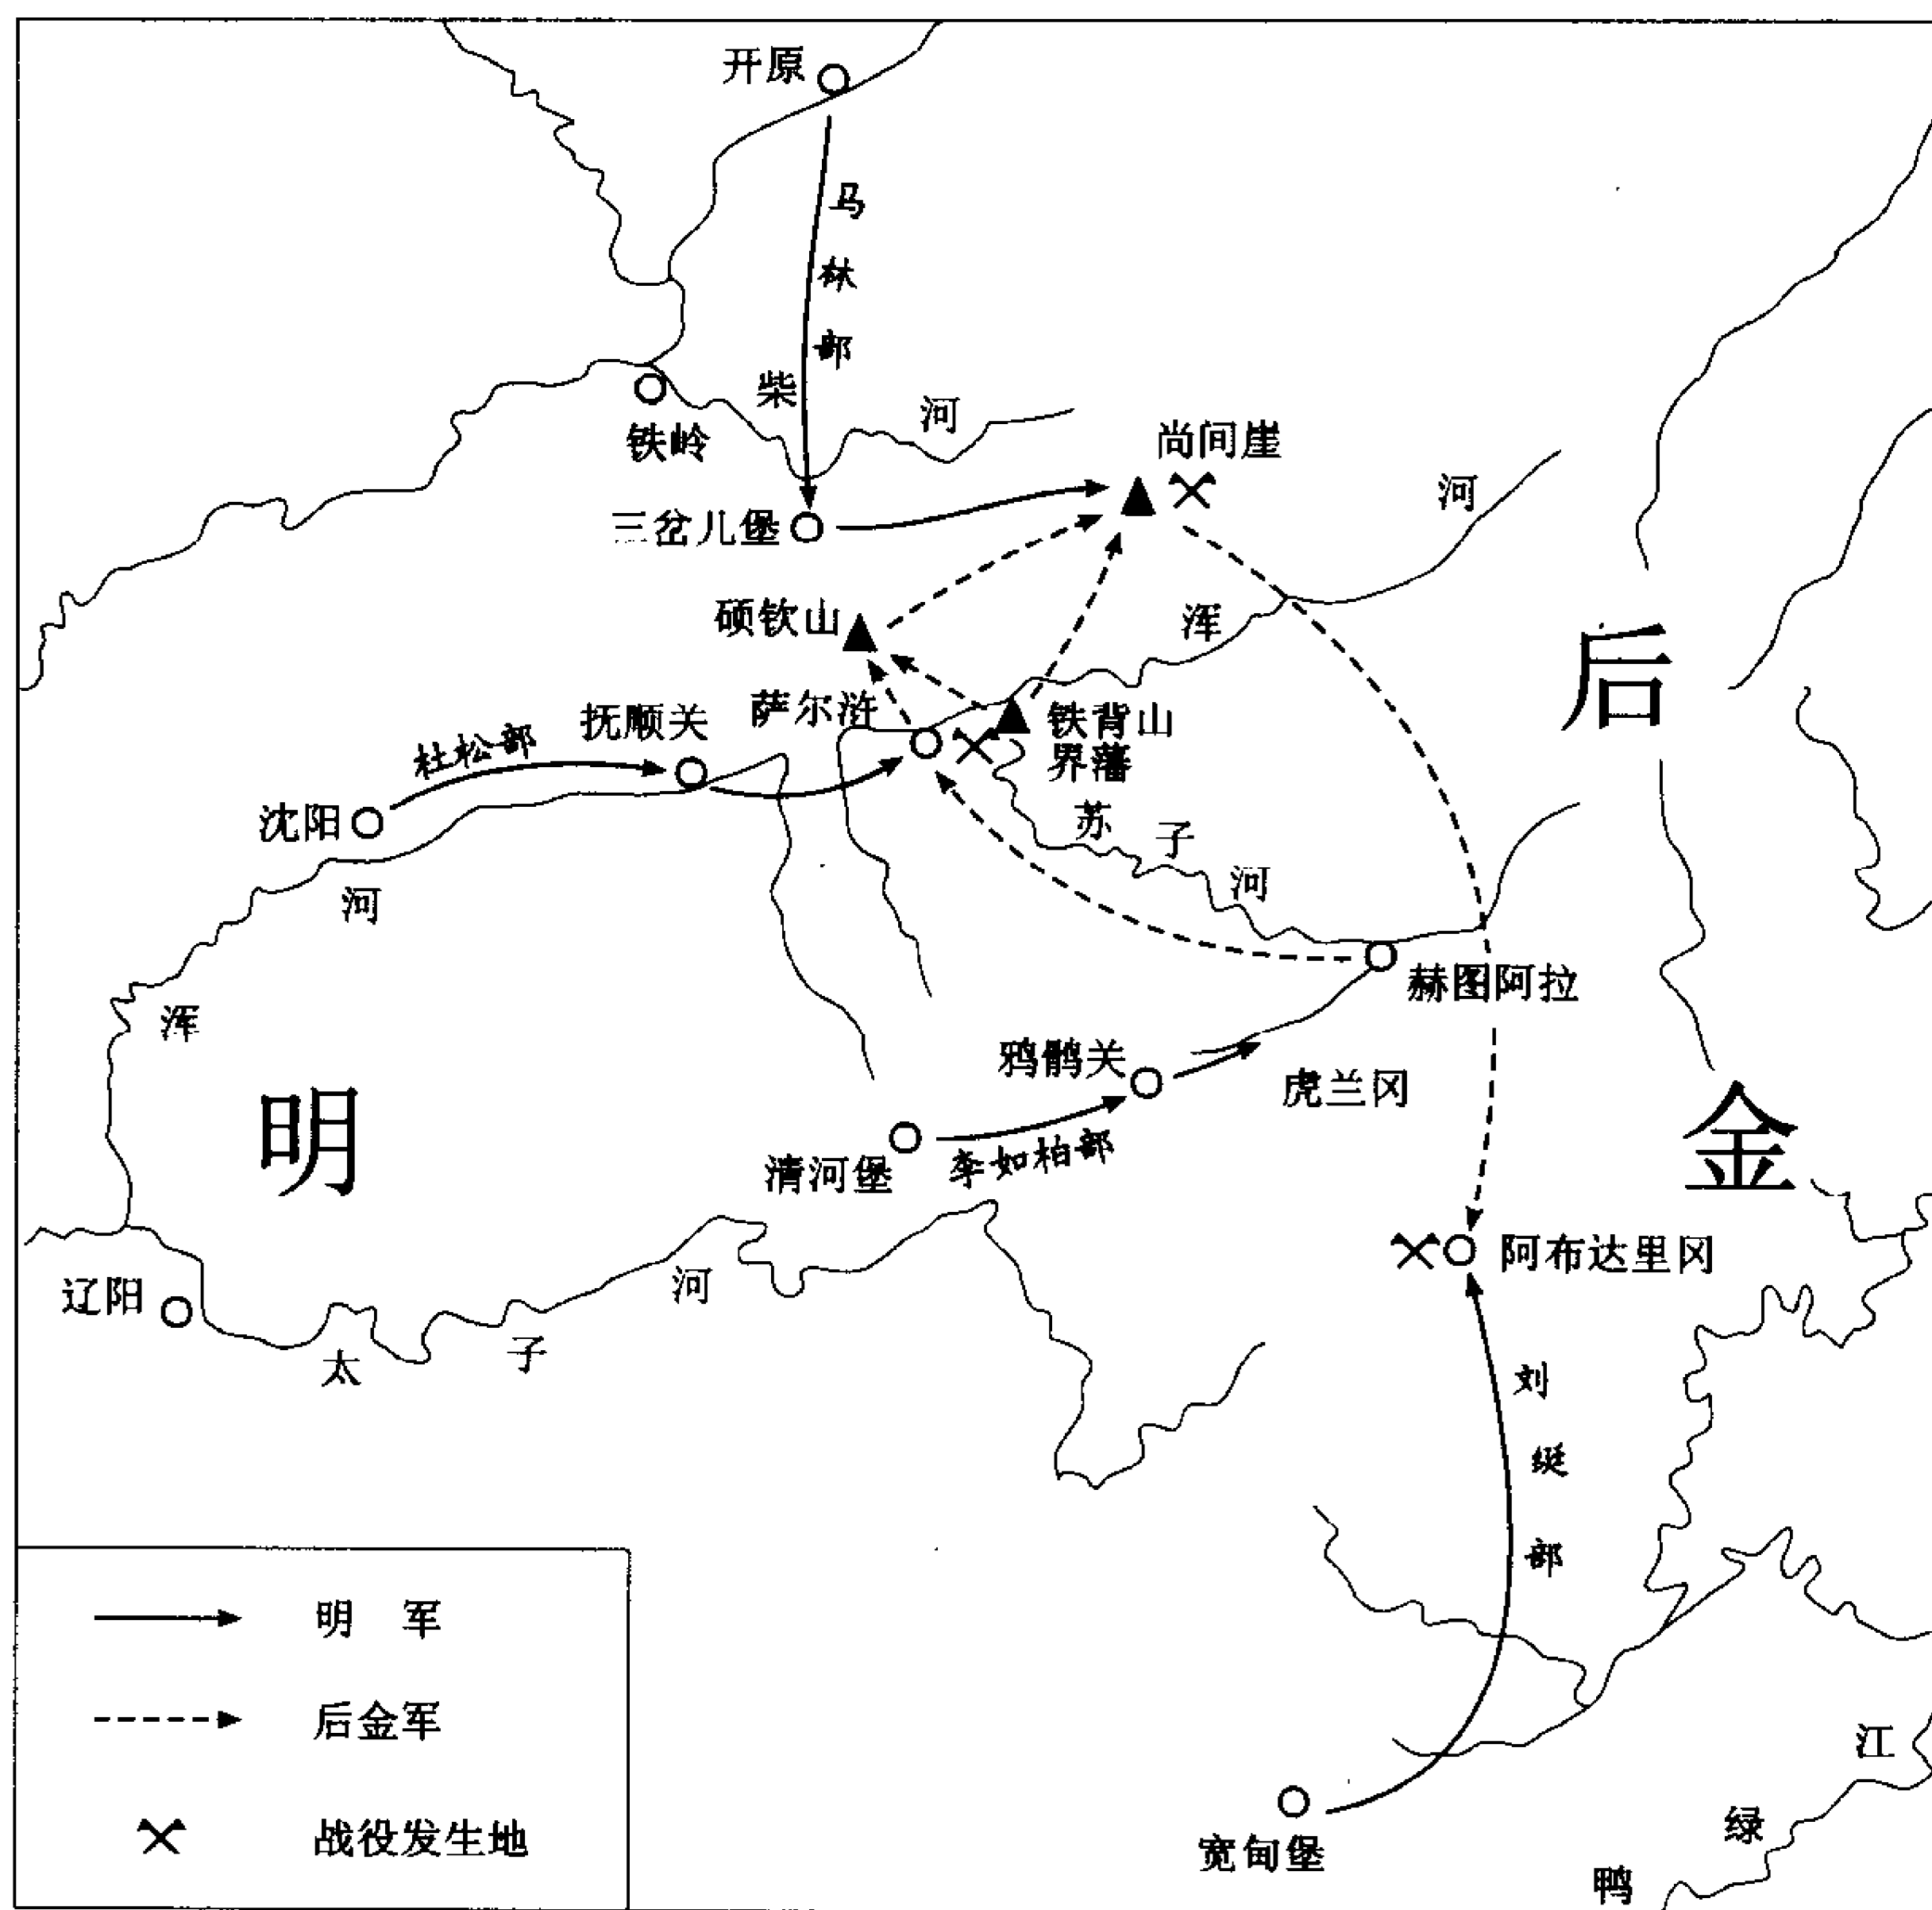 开原
马林部
柴河
铁岭
尚间崖
三岔儿堡
浑河
硕钦山
后金
萨尔浒
抚顺关
铁背山
界藩
杜松部
沈阳
苏子河
浑河
赫图阿拉
鸦鹘关
虎兰冈
明
清河堡
李如柏部
阿布达里冈
辽阳
太子河
刘綎部
宽甸堡
鸭绿江
明 军
后金军
战役发生地